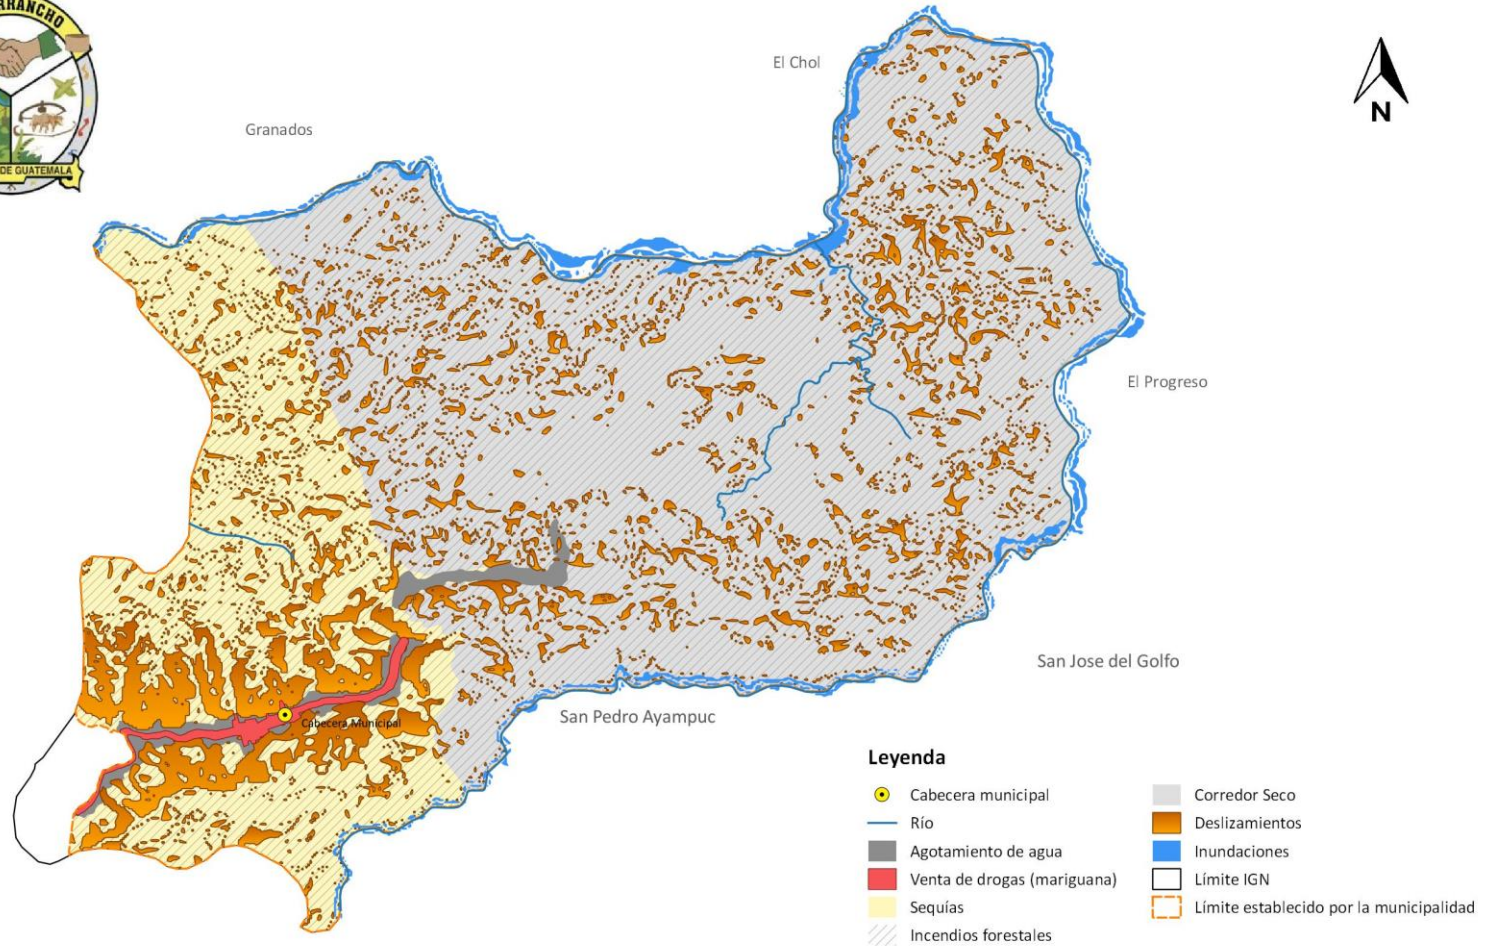 RRANCHO
DE GUATEMALA
El Chol
Granados
N
El Progreso
San Jose del Golfo
San Pedro Ayampuc
Cabecera Municipal
Leyenda
Cabecera municipal
Río
Agotamiento de agua
Venta de drogas (mariguana)
Sequías
Incendios forestales
Corredor Seco
Deslizamientos
Inundaciones
Límite IGN
Límite establecido por la municipalidad